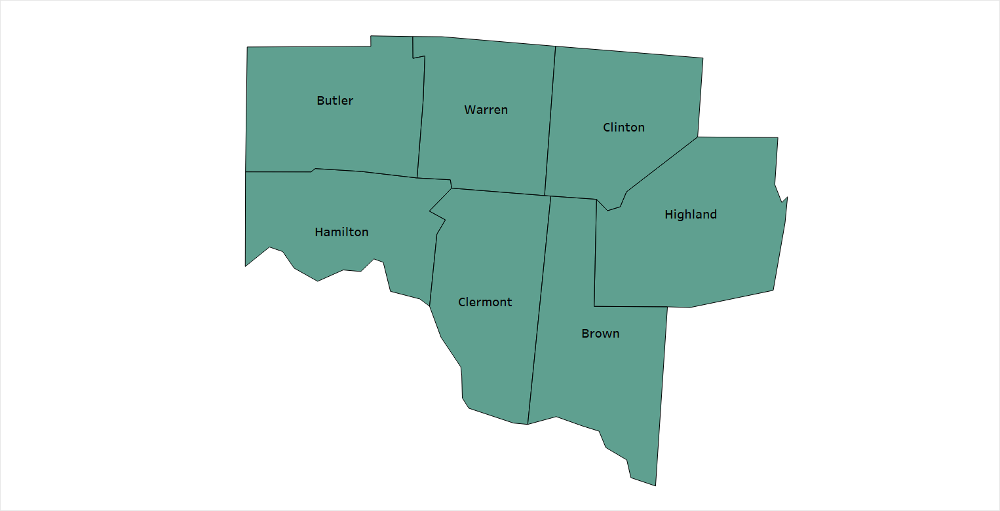 Butler
Warren
Clinton
Highland
Hamilton
Clermont
Brown